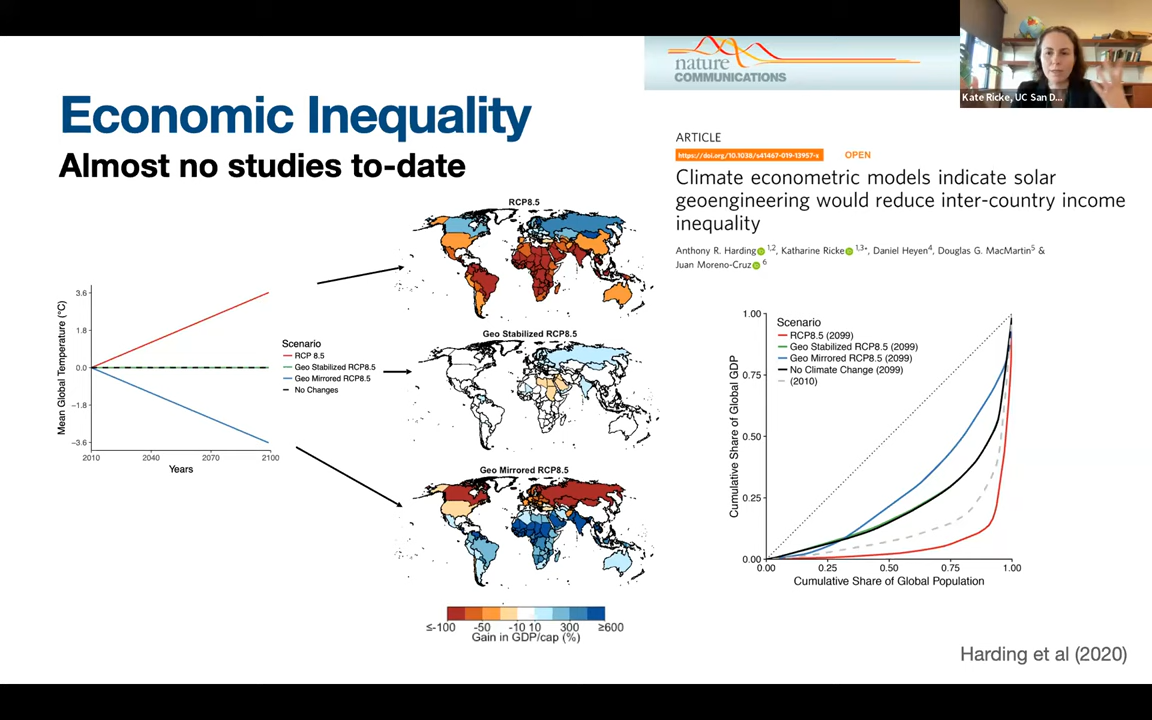 Economic Inequality
Almost no studies to-date
nature
COMMUNICATIONS
Kate Ricke, UC San D...
ARTICLE
https://doi.org/10.1038/s41467-019-13957-x
OPEN
Climate econometric models indicate solar
geoengineering would reduce inter-country income
inequality
Anthony R. Harding 1,2, Katharine Ricke 1,3*, Daniel Heyen4, Douglas G. MacMartin5 &
Juan Moreno-Cruz 6
Mean Global Temperature (°C)
3.6
1.8
0.0
−1.8
−3.6
2010
2040
2070
2100
Years
Scenario
RCP 8.5
Geo Stabilized RCP8.5
Geo Mirrored RCP8.5
No Changes
RCP8.5
Geo Stabilized RCP8.5
Geo Mirrored RCP8.5
≤-100 -50 -10 10 300 ≥600
Gain in GDP/cap (%)
Cumulative Share of Global GDP
1.00
0.75
0.50
0.25
0.00
Scenario
RCP8.5 (2099)
Geo Stabilized RCP8.5 (2099)
Geo Mirrored RCP8.5 (2099)
No Climate Change (2099)
(2010)
0.00 0.25 0.50 0.75 1.00
Cumulative Share of Global Population
Harding et al (2020)